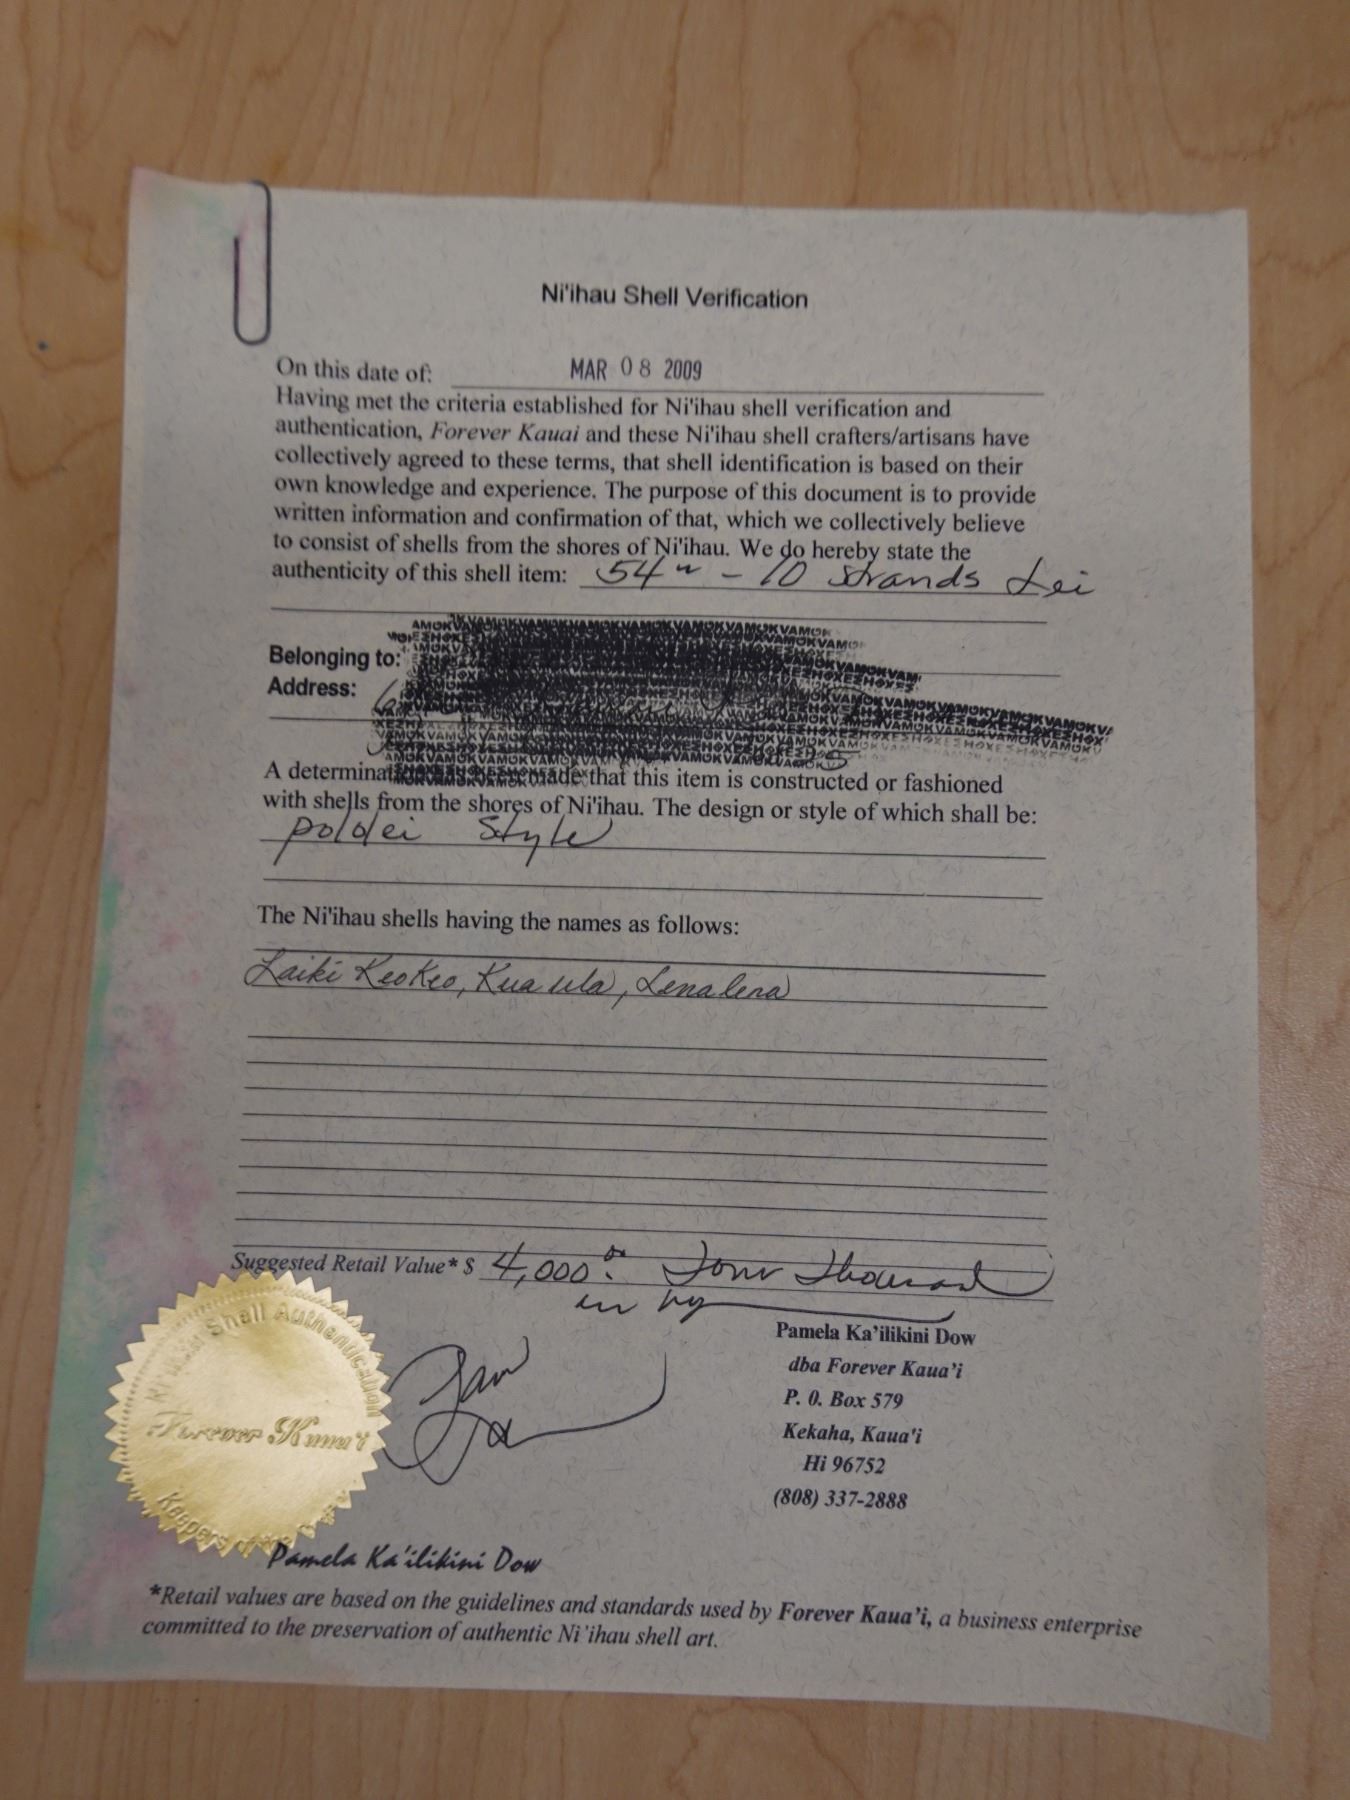 Ni'ihau Shell Verification
On this date of: MAR 08 2009
Having met the criteria established for Ni'ihau shell verification and
authentication, Forever Kauai and these Ni'ihau shell crafters/artisans have
collectively agreed to these terms, that shell identification is based on their
own knowledge and experience. The purpose of this document is to provide
written information and confirmation of that, which we collectively believe
to consist of shells from the shores of Ni'ihau. We do hereby state the
authenticity of this shell item: 54" - 10 Strands Lei
Belonging to:
Address:
A that this item is constructed or fashioned
with shells from the shores of Ni'ihau. The design or style of which shall be:
poldei Style
The Ni'ihau shells having the names as follows:
Laiki KeoKeo, Kua ula, Lenalena
Suggested Retail Value* $ 4,000.00 Four Thousand
Pamela Ka'ilikini Dow
dba Forever Kaua'i
P. 0. Box 579
Kekaha, Kaua'i
Hi 96752
(808) 337-2888
Shell Authentication
Forever Kaua'i
Keepers of the
Pamela Ka'ilikini Dow
*Retail values are based on the guidelines and standards used by Forever Kaua'i, a business enterprise
committed to the preservation of authentic Ni'ihau shell art.